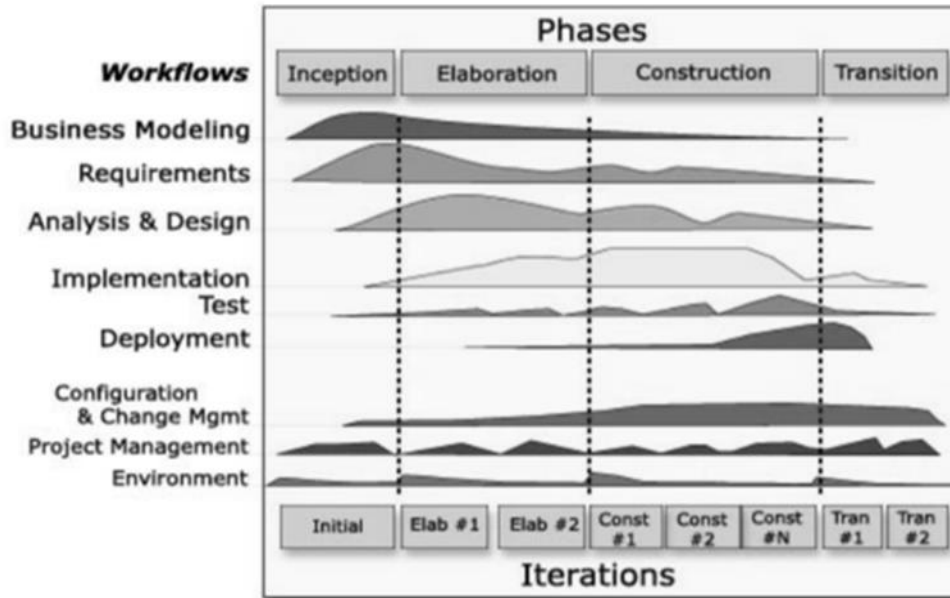 Phases
Workflows
Inception
Elaboration
Construction
Transition
Business Modeling
Requirements
Analysis & Design
Implementation
Test
Deployment
Configuration
& Change Mgmt
Project Management
Environment
Initial
Elab #1
Elab #2
Const
#1
Const
#2
Const
#N
Tran
#1
Tran
#2
Iterations